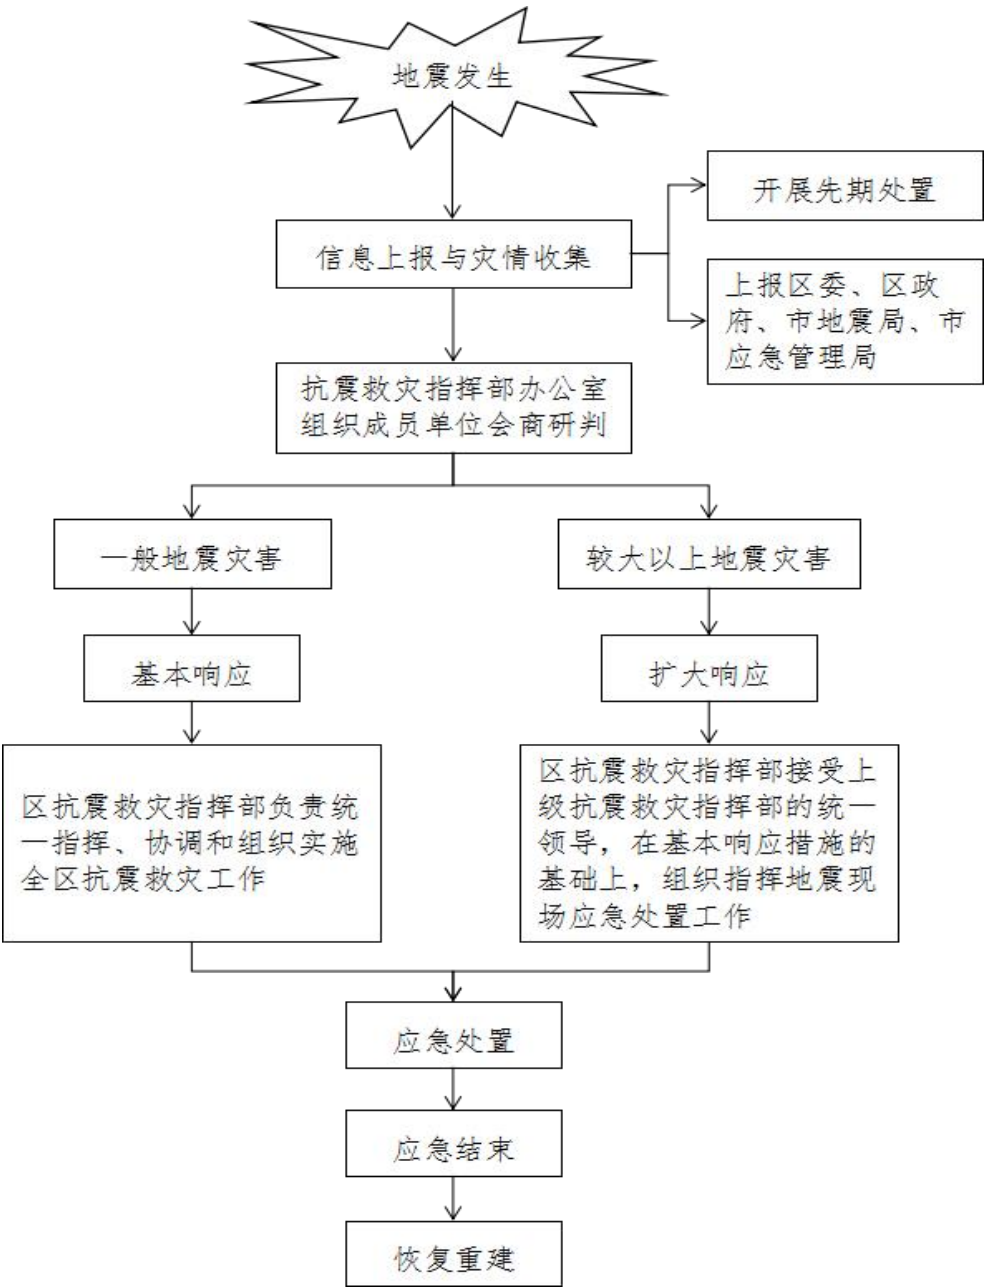 地震发生
开展先期处置
信息上报与灾情收集
上报区委、区政
府、市地震局、市
应急管理局
抗震救灾指挥部办公室
组织成员单位会商研判
一般地震灾害
较大以上地震灾害
基本响应
扩大响应
区抗震救灾指挥部负责统
一指挥、协调和组织实施
全区抗震救灾工作
区抗震救灾指挥部接受上
级抗震救灾指挥部的统一
领导，在基本响应措施的
基础上，组织指挥地震现
场应急处置工作
应急处置
应急结束
恢复重建